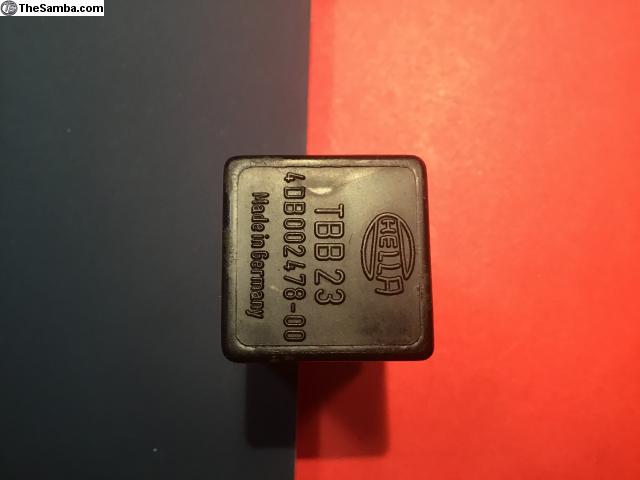 TheSamba.com
HELLA
TBB 23
4DB002478-00
Made in Germany